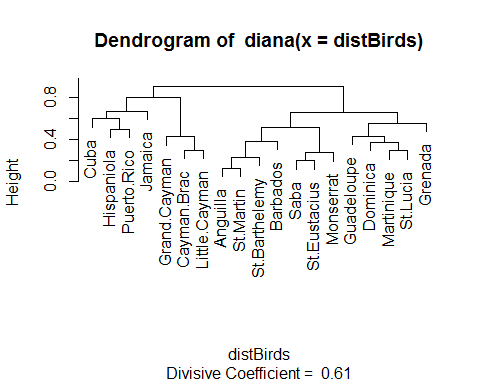 Dendrogram of diana(x = distBirds)
Height
0.0
0.4
0.8
Cuba
Hispaniola
Puerto.Rico
Jamaica
Grand.Cayman
Cayman.Brac
Little.Cayman
Anguilla
St.Martin
St.Barthelemy
Barbados
Saba
St.Eustacius
Monserrat
Guadeloupe
Dominica
Martinique
St.Lucia
Grenada
distBirds
Divisive Coefficient = 0.61